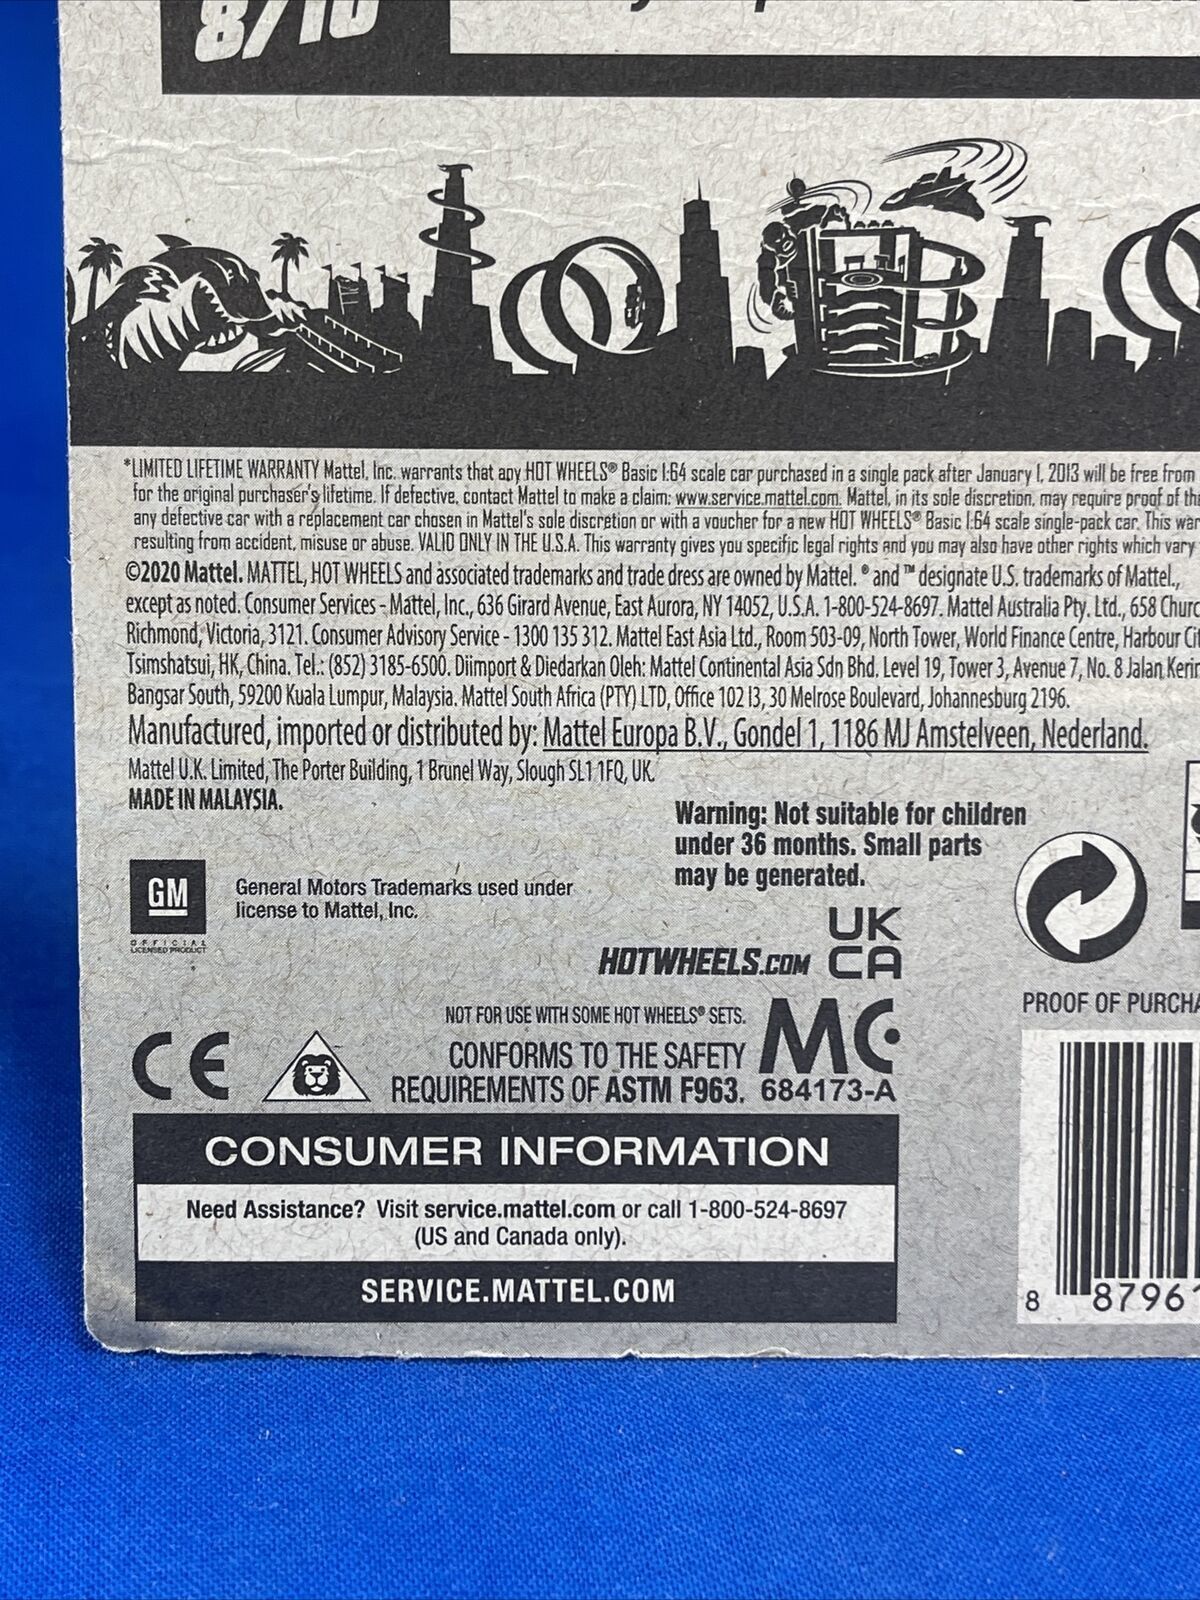 8/10
*LIMITED LIFETIME WARRANTY Mattel, Inc. warrants that any HOT WHEELS® Basic 1:64 scale car purchased in a single pack after January 1, 2013 will be free from
for the original purchaser's lifetime. If defective, contact Mattel to make a claim: www.service.mattel.com. Mattel, in its sole discretion, may require proof of th
any defective car with a replacement car chosen in Mattel's sole discretion or with a voucher for a new HOT WHEELS® Basic 1:64 scale single-pack car. This war
resulting from accident, misuse or abuse. VALID ONLY IN THE U.S.A. This warranty gives you specific legal rights and you may also have other rights which vary
©2020 Mattel. MATTEL, HOT WHEELS and associated trademarks and trade dress are owned by Mattel. ® and ™ designate U.S. trademarks of Mattel.,
except as noted. Consumer Services - Mattel, Inc., 636 Girard Avenue, East Aurora, NY 14052, U.S.A. 1-800-524-8697. Mattel Australia Pty. Ltd., 658 Churc
Richmond, Victoria, 3121. Consumer Advisory Service - 1300 135 312. Mattel East Asia Ltd., Room 503-09, North Tower, World Finance Centre, Harbour Ci
Tsimshatsui, HK, China. Tel.: (852) 3185-6500. Diimport & Diedarkan Oleh: Mattel Continental Asia Sdn Bhd. Level 19, Tower 3, Avenue 7, No. 8 Jalan Kerin
Bangsar South, 59200 Kuala Lumpur, Malaysia. Mattel South Africa (PTY) LTD, Office 102 I3, 30 Melrose Boulevard, Johannesburg 2196.
Manufactured, imported or distributed by: Mattel Europa B.V., Gondel 1, 1186 MJ Amstelveen, Nederland.
Mattel U.K. Limited, The Porter Building, 1 Brunel Way, Slough SL1 1FQ, UK.
MADE IN MALAYSIA.
Warning: Not suitable for children
under 36 months. Small parts
may be generated.
GM
OFFICIAL
LICENSED PRODUCT
General Motors Trademarks used under
license to Mattel, Inc.
HOTWHEELS.COM
UK
CA
PROOF OF PURCHA
CE
NOT FOR USE WITH SOME HOT WHEELS® SETS.
CONFORMS TO THE SAFETY
REQUIREMENTS OF ASTM F963.
MC
684173-A
CONSUMER INFORMATION
Need Assistance? Visit service.mattel.com or call 1-800-524-8697
(US and Canada only).
SERVICE.MATTEL.COM
8 87961